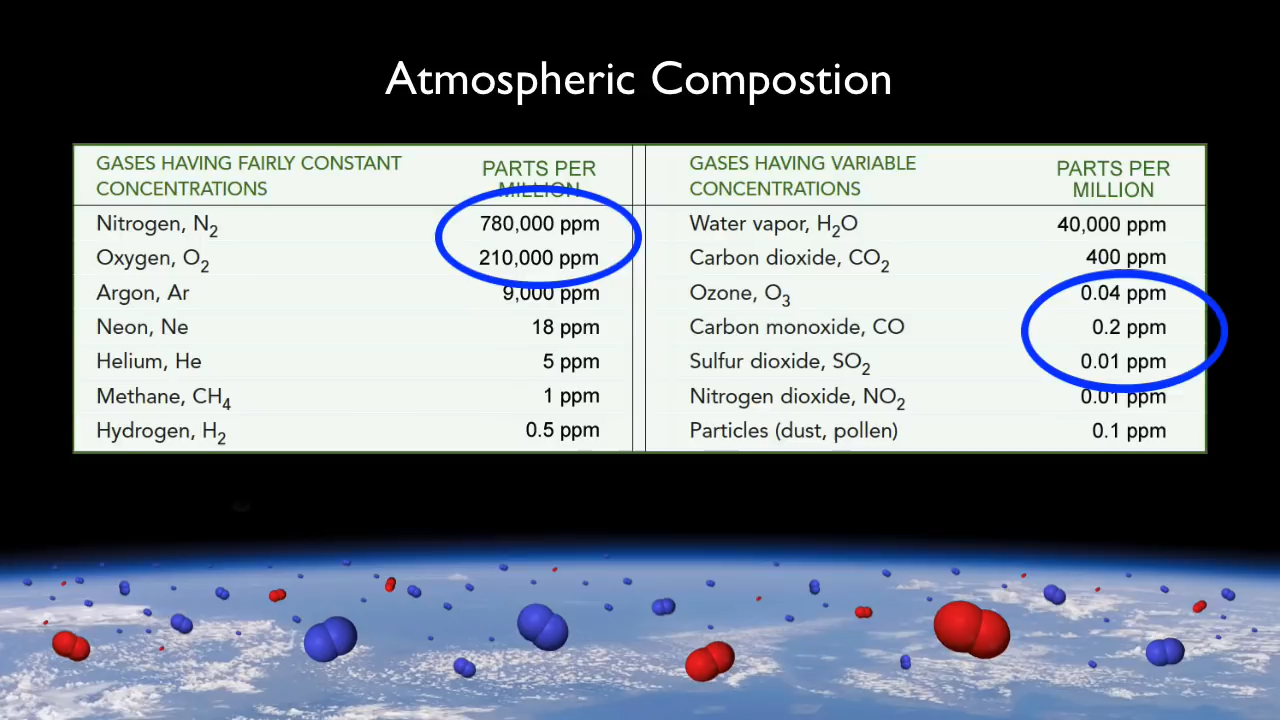 Atmospheric Compostion
GASES HAVING FAIRLY CONSTANT
CONCENTRATIONS
PARTS PER
MILLION
Nitrogen, N₂ 780,000 ppm
Oxygen, O₂ 210,000 ppm
Argon, Ar 9,000 ppm
Neon, Ne 18 ppm
Helium, He 5 ppm
Methane, CH₄ 1 ppm
Hydrogen, H₂ 0.5 ppm
GASES HAVING VARIABLE
CONCENTRATIONS
PARTS PER
MILLION
Water vapor, H₂O 40,000 ppm
Carbon dioxide, CO₂ 400 ppm
Ozone, O₃ 0.04 ppm
Carbon monoxide, CO 0.2 ppm
Sulfur dioxide, SO₂ 0.01 ppm
Nitrogen dioxide, NO₂ 0.01 ppm
Particles (dust, pollen) 0.1 ppm